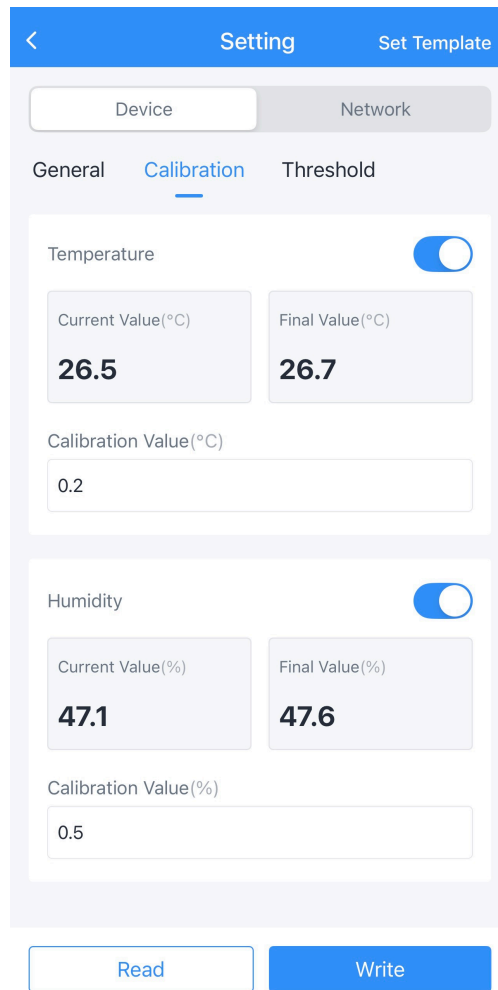 Setting Set Template
Device Network
General Calibration Threshold
Temperature
Current Value(°C) Final Value(°C)
26.5 26.7
Calibration Value(°C)
0.2
Humidity
Current Value(%) Final Value(%)
47.1 47.6
Calibration Value(%)
0.5
Read Write